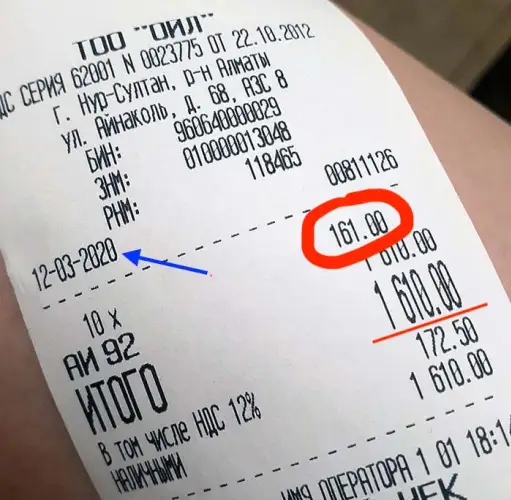 ТОО "ОИЛ"
ДС СЕРИЯ 62001 N 0023775 ОТ 22.10.2012
г. Нур-Султан, р-н Алматы
ул. Айнаколь, д. 68, АЗС 8
БИН: 960640000029
ЗНМ: 010000013048
РНМ: 118465
00811126
12-03-2020
10 x 161.00
АИ 92 1 610.00
ИТОГО 1 610.00
В том числе НДС 12% 172.50
НАЛИЧНЫМИ 1 610.00
ИМЯ ОПЕРАТОРА 1 01 18:14
ЧЕК